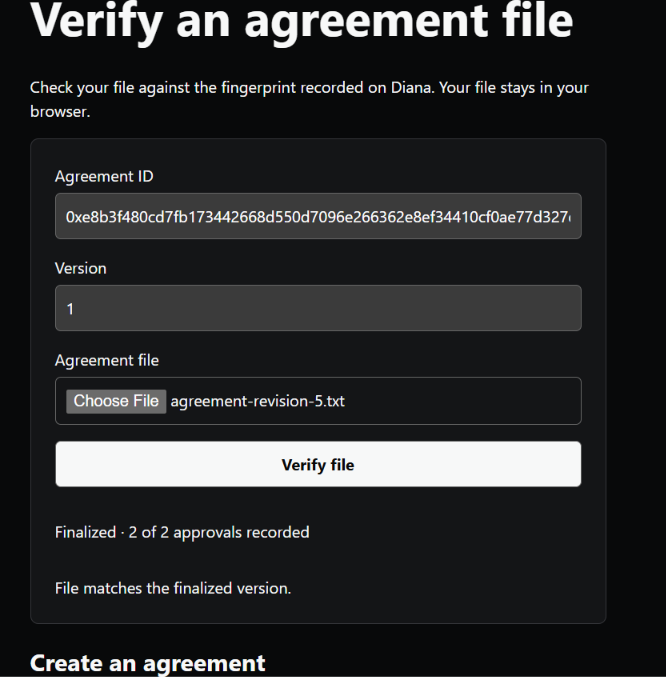 Verify an agreement file
Check your file against the fingerprint recorded on Diana. Your file stays in your
browser.
Agreement ID
0xe8b3f480cd7fb173442668d550d7096e266362e8ef34410cf0ae77d327
Version
1
Agreement file
Choose File agreement-revision-5.txt
Verify file
Finalized · 2 of 2 approvals recorded
File matches the finalized version.
Create an agreement